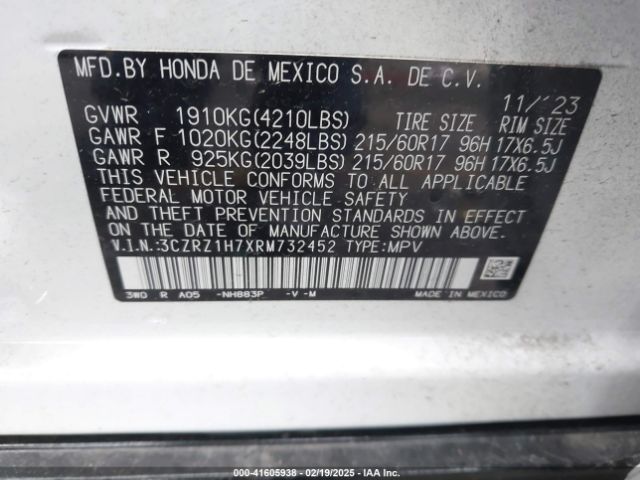 MFD.BY HONDA DE MEXICO S.A. DE C.V.
11/'23
GVWR 1910KG(4210LBS) TIRE SIZE RIM SIZE
GAWR F 1020KG(2248LBS) 215/60R17 96H 17X6.5J
GAWR R 925KG(2039LBS) 215/60R17 96H 17X6.5J
THIS VEHICLE CONFORMS TO ALL APPLICABLE
FEDERAL MOTOR VEHICLE SAFETY
AND THEFT PREVENTION STANDARDS IN EFFECT
ON THE DATE OF MANUFACTURE SHOWN ABOVE.
V.I.N.:3CZRZ1H7XRM732452 TYPE:MPV
3WO R A05 -NH883P -V -M MADE IN MEXICO
(C) COPART - 41605938 - 02/19/2025 - IAA Inc.